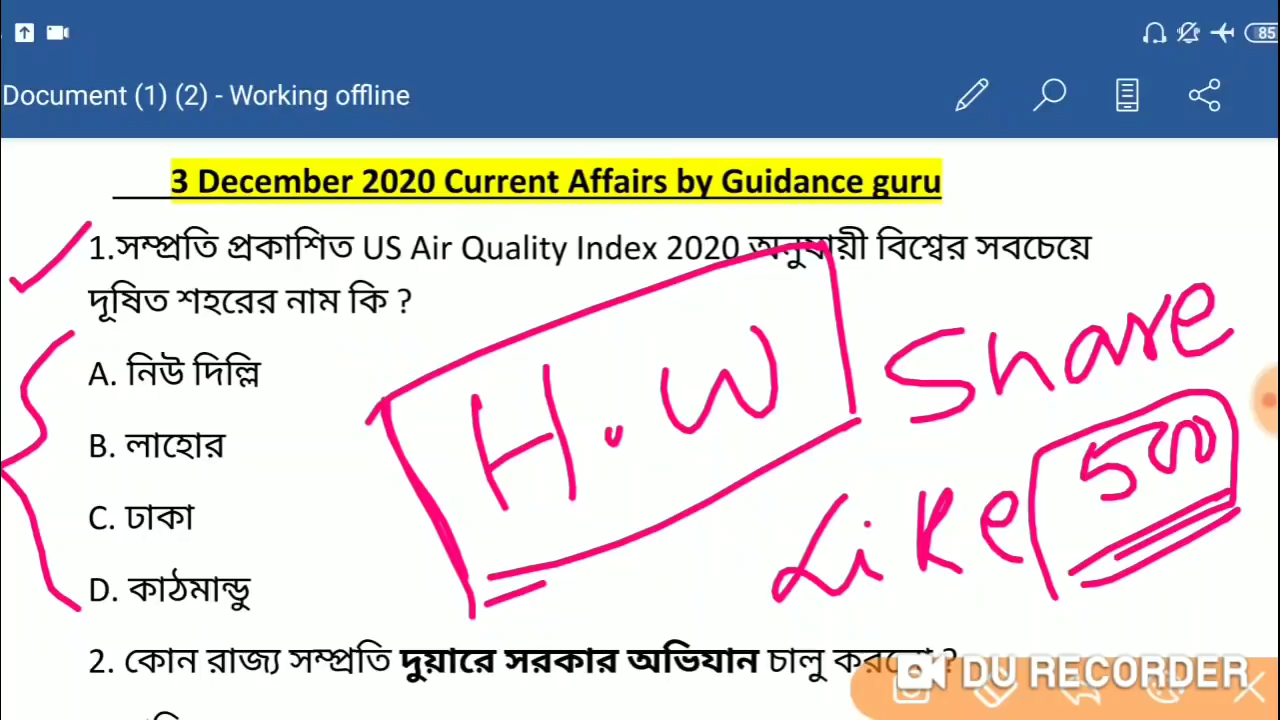 85
Document (1) (2) - Working offline
3 December 2020 Current Affairs by Guidance guru
1.সম্প্রতি প্রকাশিত US Air Quality Index 2020 অনুযায়ী বিশ্বের সবচেয়ে
দূষিত শহরের নাম কি ?
A. নিউ দিল্লি
B. লাহোর
C. ঢাকা
D. কাঠমান্ডু
H.W
Share
Like 500
2. কোন রাজ্য সম্প্রতি দুয়ারে সরকার অভিযান চালু ?
DU RECORDER